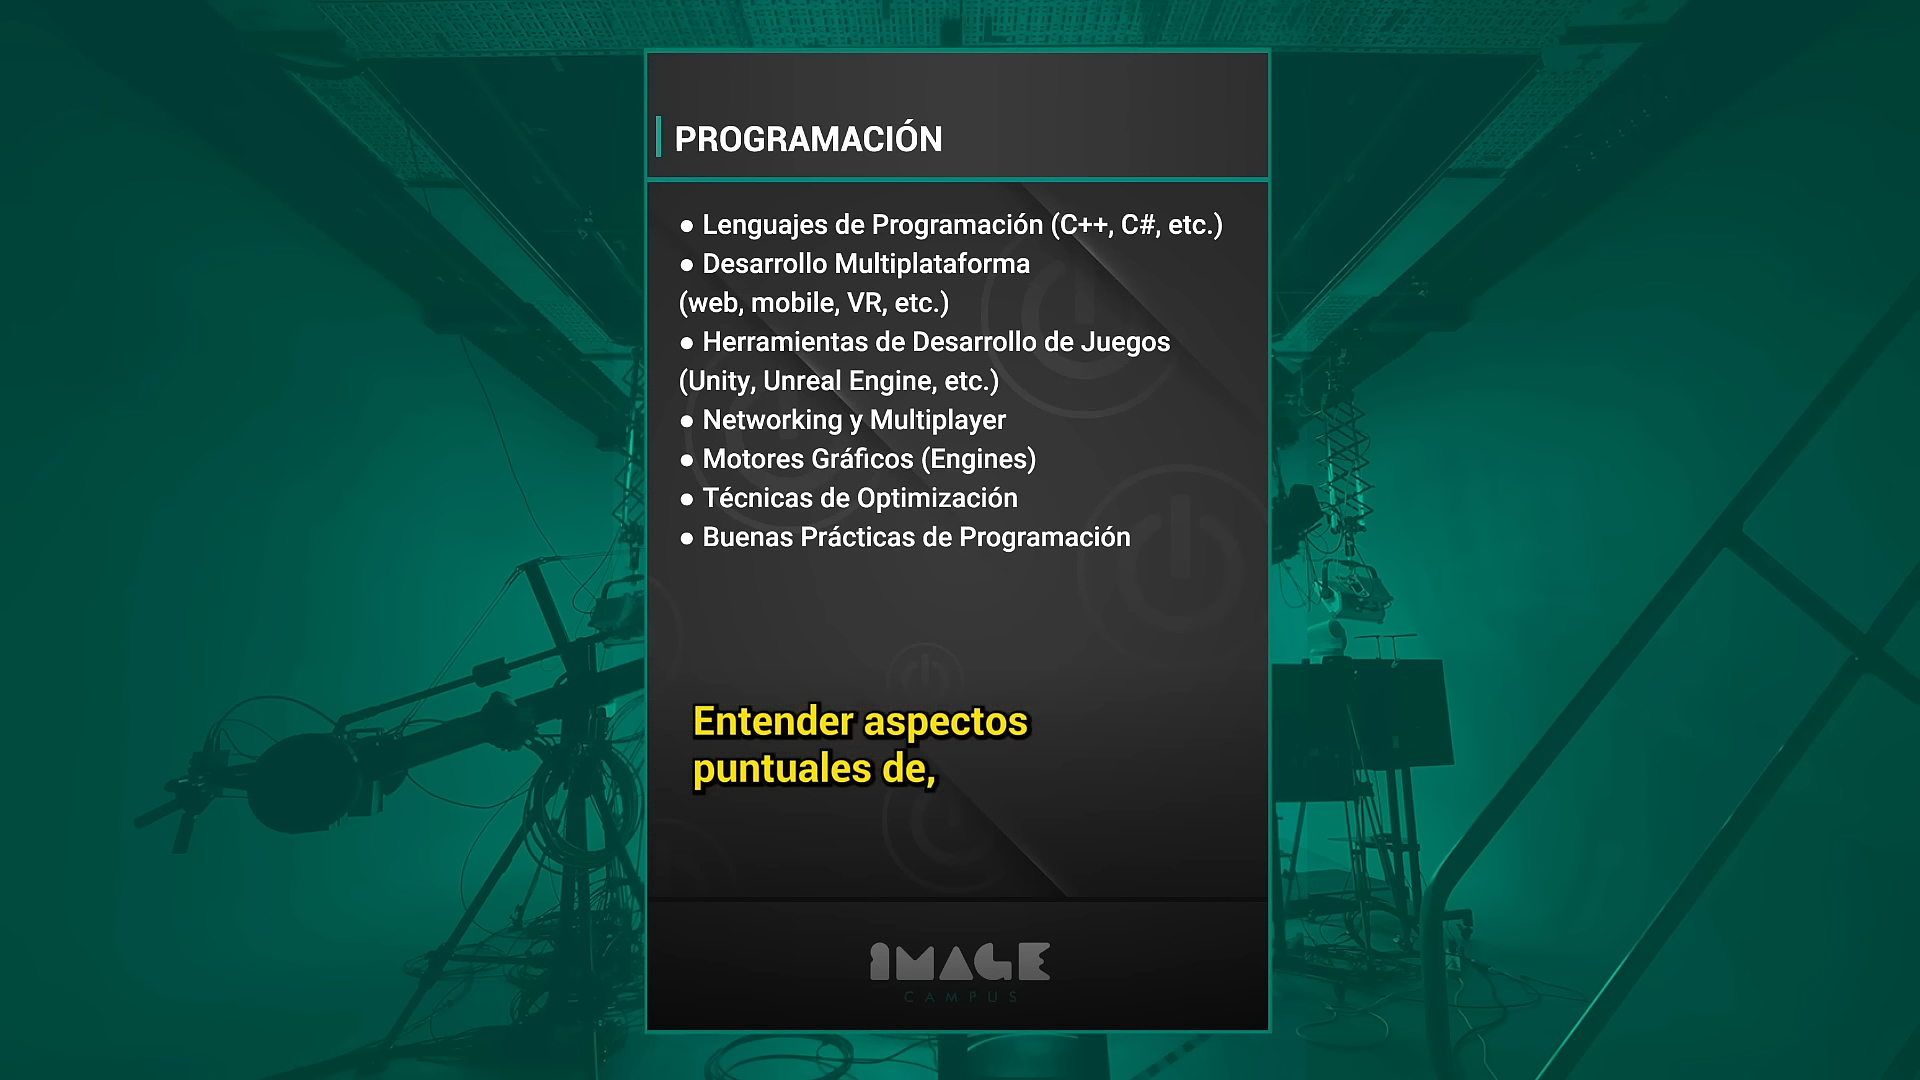 PROGRAMACIÓN
● Lenguajes de Programación (C++, C#, etc.)
● Desarrollo Multiplataforma
(web, mobile, VR, etc.)
● Herramientas de Desarrollo de Juegos
(Unity, Unreal Engine, etc.)
● Networking y Multiplayer
● Motores Gráficos (Engines)
● Técnicas de Optimización
● Buenas Prácticas de Programación
Entender aspectos
puntuales de,
IMAGE
CAMPUS